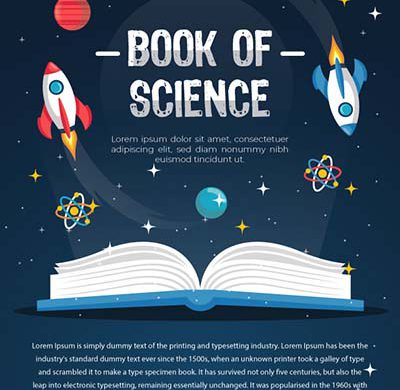 BOOK OF
SCIENCE
Lorem ipsum dolor sit amet, consectetuer
adipiscing elit, sed diam nonummy nibh
euismod tincidunt ut.
Lorem Ipsum is simply dummy text of the printing and typesetting industry. Lorem Ipsum has been the
industry's standard dummy text ever since the 1500s, when an unknown printer took a galley of type and
scrambled it to make a type specimen book. It has survived not only five centuries, but also the
leap into electronic typesetting, remaining essentially unchanged. It was popularised in the 1960s with